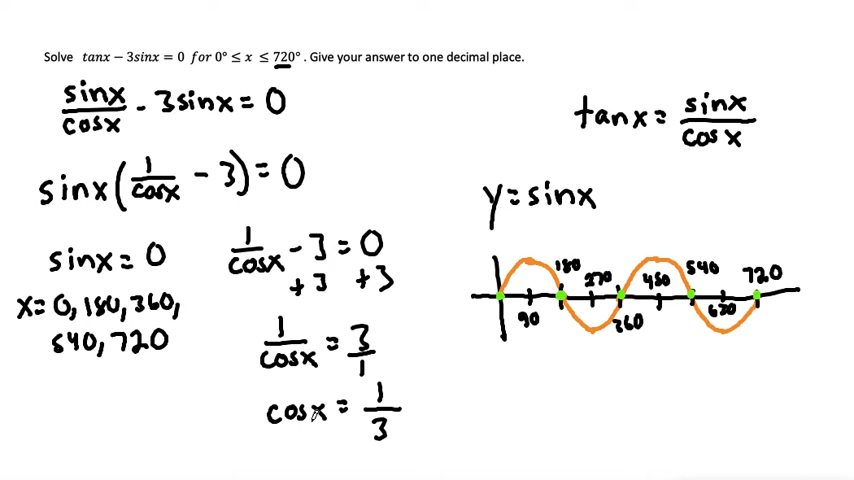 Solve tanx − 3sinx = 0 for 0° ≤ x ≤ 720° . Give your answer to one decimal place.
sinx/cosx - 3sinx = 0
sinx(1/cosx - 3) = 0
sinx = 0
x = 0, 180, 360,
540, 720
1/cosx - 3 = 0
+3 +3
1/cosx = 3/1
cosx = 1/3
tanx = sinx/cosx
y = sinx
90 180 270 360 450 540 630 720